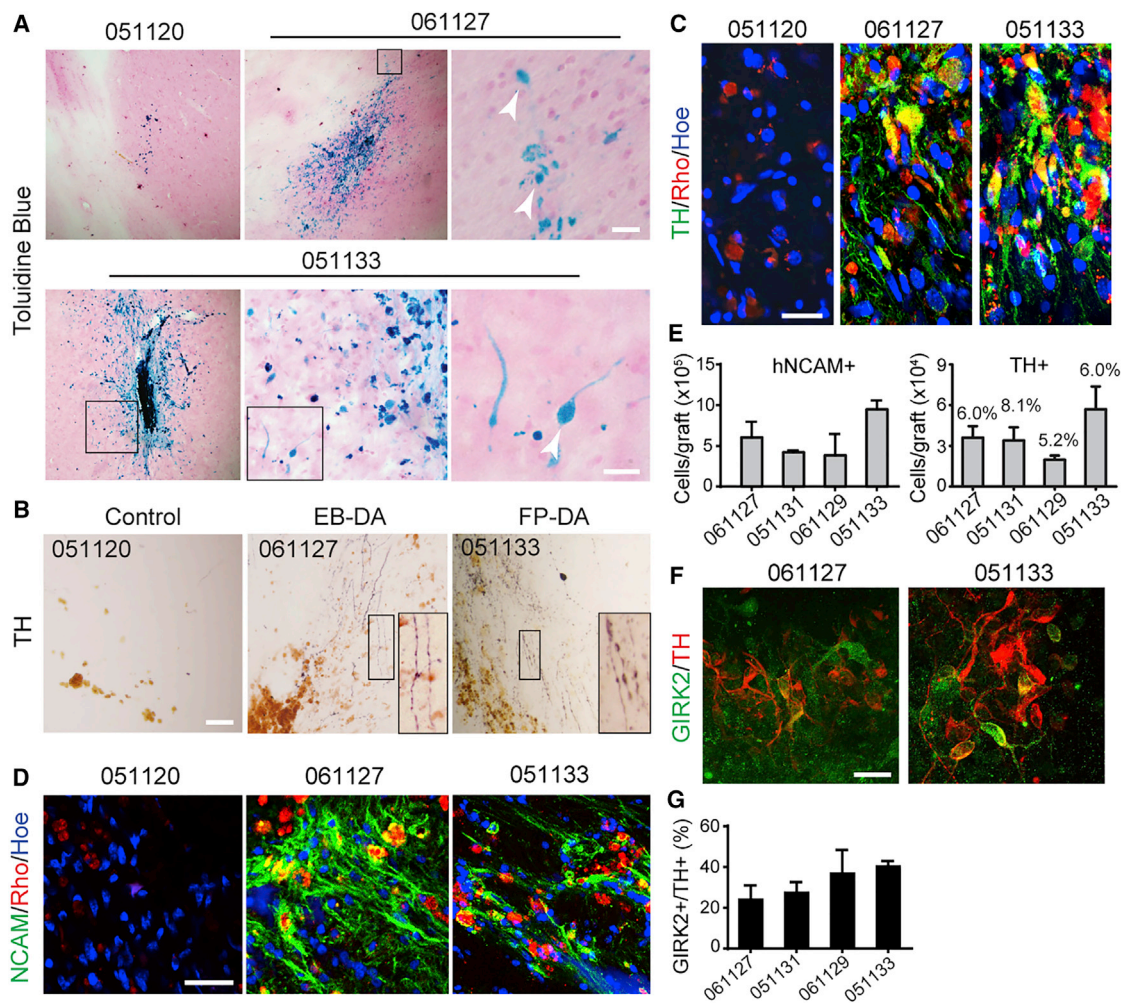 A
051120
061127
Toluidine Blue
051133
B
Control
EB-DA
FP-DA
TH
051120
061127
051133
D
051120
061127
051133
NCAM/Rho/Hoe
C
051120
061127
051133
TH/Rho/Hoe
E
hNCAM+
Cells/graft (x10⁵)
15
10
5
0
061127
051131
061129
051133
TH+
Cells/graft (x10⁴)
9
6
3
0
6.0%
8.1%
5.2%
6.0%
061127
051131
061129
051133
F
061127
051133
GIRK2/TH
G
GIRK2+/TH+ (%)
60
40
20
0
061127
051131
061129
051133